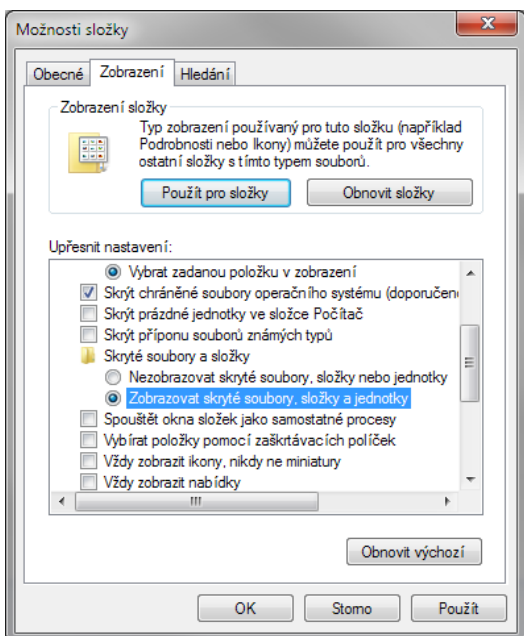 Možnosti složky
Obecné Zobrazení Hledání
Zobrazení složky
Typ zobrazení používaný pro tuto složku (například
Podrobnosti nebo Ikony) můžete použít pro všechny
ostatní složky s tímto typem souborů.
Použít pro složky Obnovit složky
Upřesnit nastavení:
Vybrat zadanou položku v zobrazení
Skrýt chráněné soubory operačního systému (doporučen
Skrýt prázdné jednotky ve složce Počítač
Skrýt příponu souborů známých typů
Skryté soubory a složky
Nezobrazovat skryté soubory, složky nebo jednotky
Zobrazovat skryté soubory, složky a jednotky
Spouštět okna složek jako samostatné procesy
Vybírat položky pomocí zaškrtávacích políček
Vždy zobrazit ikony, nikdy ne miniatury
Vždy zobrazit nabídky
Obnovit výchozí
OK Storno Použít